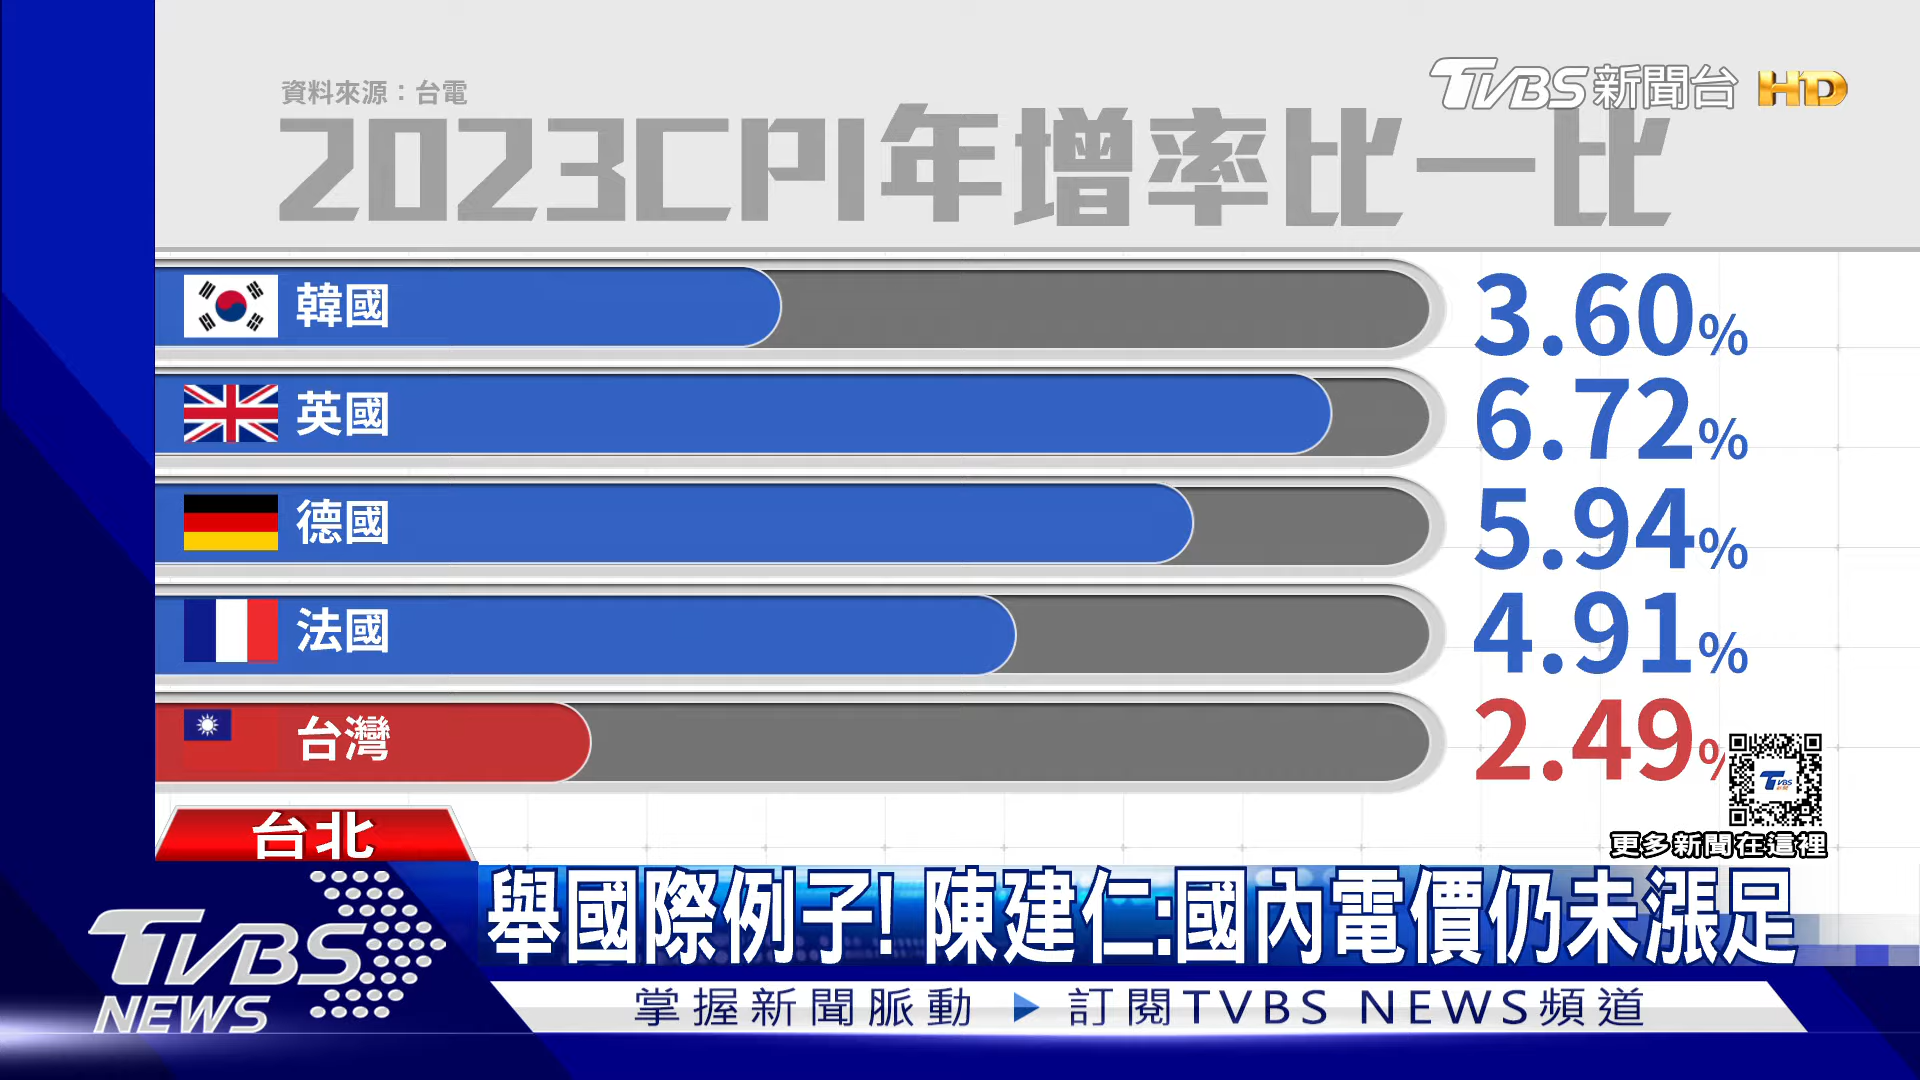 資料來源：台電
TVBS新聞台 HD
2023CPI年增率比一比
韓國 3.60%
英國 6.72%
德國 5.94%
法國 4.91%
台灣 2.49%
TVBS
更多新聞在這裡
台北
舉國際例子! 陳建仁:國內電價仍未漲足
TVBS
NEWS
掌握新聞脈動 ▶ 訂閱TVBS NEWS頻道